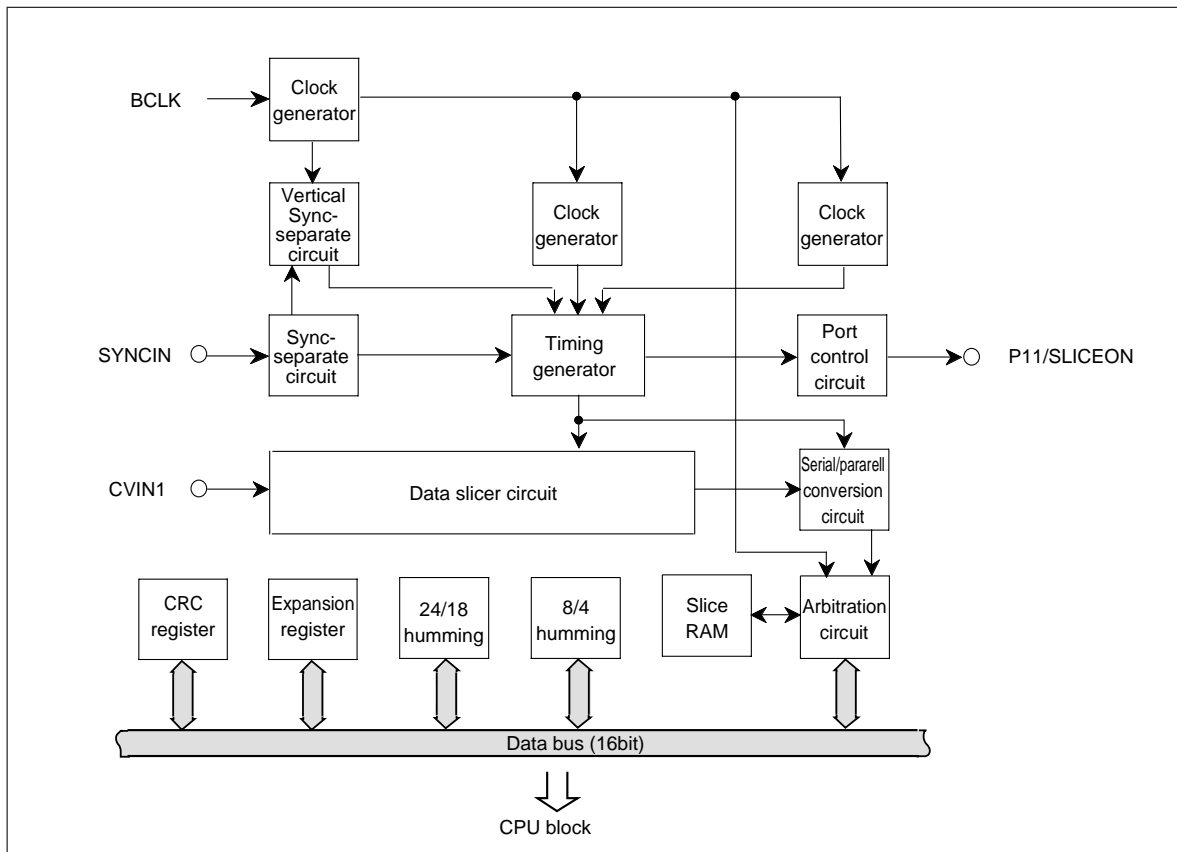 BCLK
Clock
generator
Vertical
Sync-
separate
circuit
Clock
generator
Clock
generator
SYNCIN
Sync-
separate
circuit
Timing
generator
Port
control
circuit
P11/SLICEON
CVIN1
Data slicer circuit
Serial/pararell
conversion
circuit
CRC
register
Expansion
register
24/18
humming
8/4
humming
Slice
RAM
Arbitration
circuit
Data bus (16bit)
CPU block